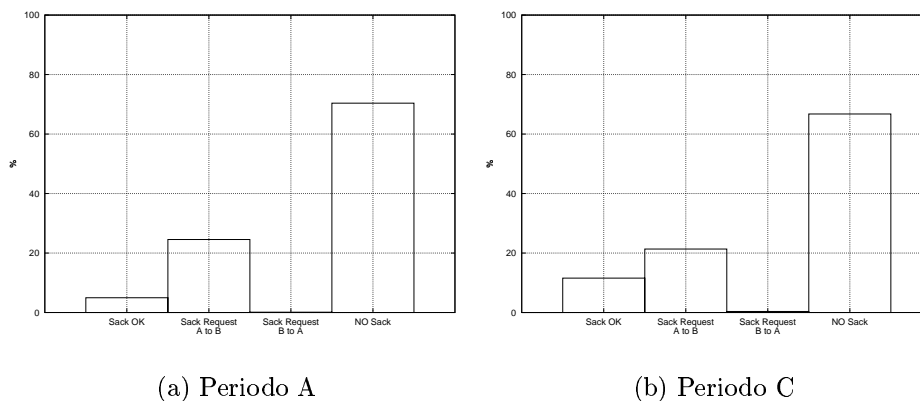 100
80
60
40
20
0
%
Sack OK
Sack Request
A to B
Sack Request
B to A
NO Sack
(a) Periodo A
100
80
60
40
20
0
%
Sack OK
Sack Request
A to B
Sack Request
B to A
NO Sack
(b) Periodo C